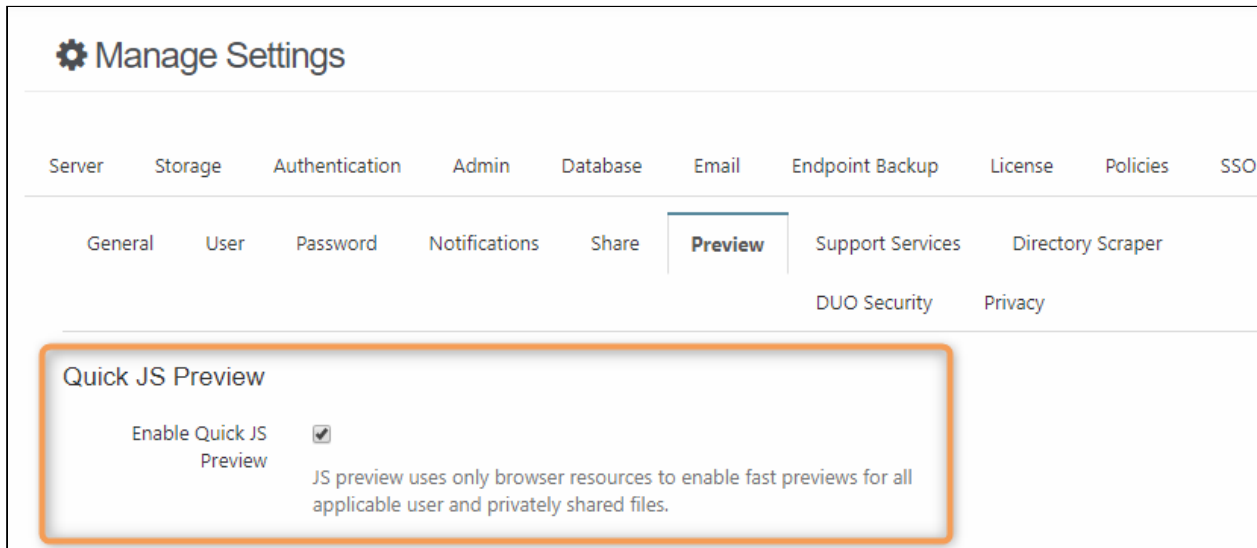 Manage Settings
Server Storage Authentication Admin Database Email Endpoint Backup License Policies SSO
General User Password Notifications Share Preview Support Services Directory Scraper
DUO Security Privacy
Quick JS Preview
Enable Quick JS
Preview
JS preview uses only browser resources to enable fast previews for all
applicable user and privately shared files.